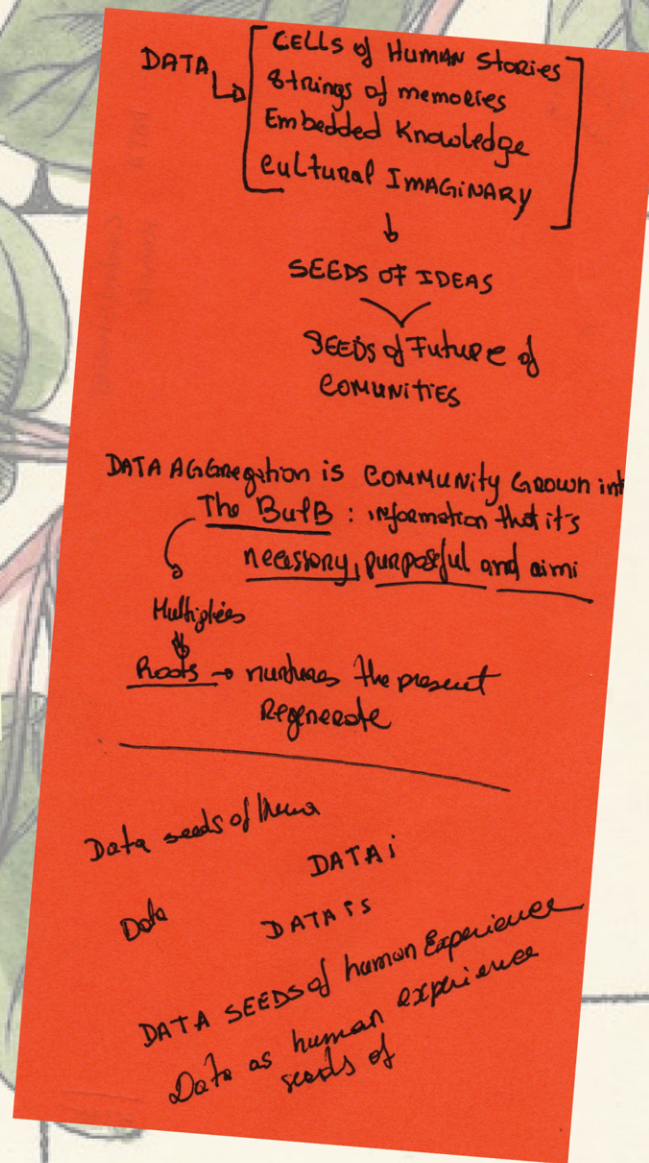 DATA CELLS of HUMAN Stories
Strings of memories
Embedded Knowledge
Cultural IMAGINARY
SEEDS OF IDEAS
SEEDS of Future of
COMUNITIES
DATA AGGregation is COMMUNITY GROWN int
The BulB : information that it's
necessary, purposeful and aimi
Multiplies
Roots → nurtures the present
Regenerate
Data seeds of
DATA i
Data
DATA is
DATA SEEDS of human Experience
Data as human experience
seeds of